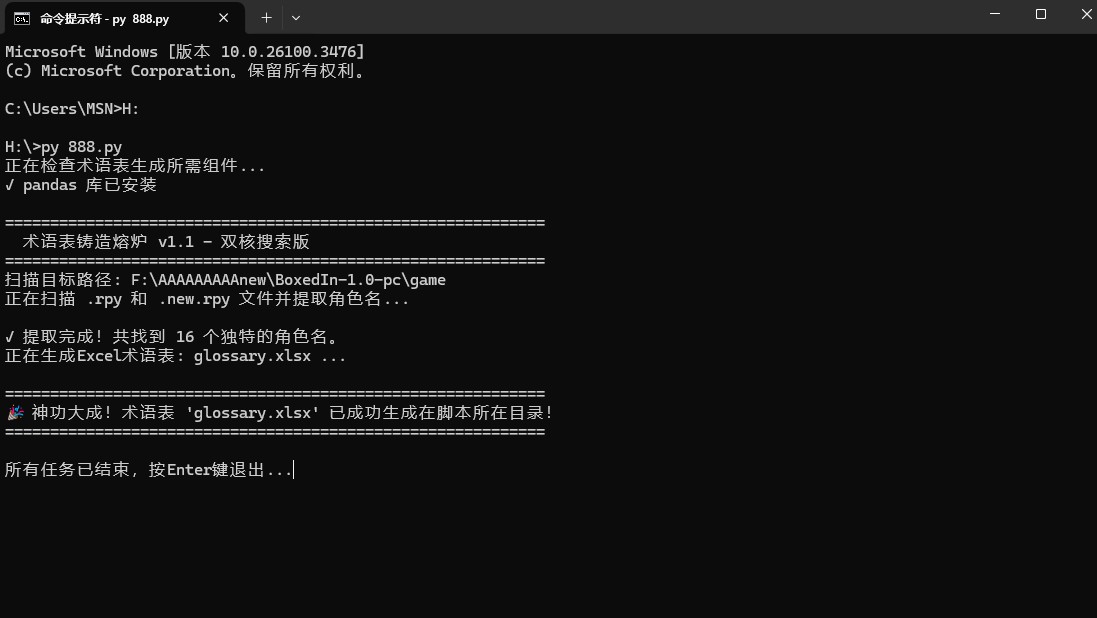 命令提示符 - py  888.py
Microsoft Windows [版本 10.0.26100.3476]
(c) Microsoft Corporation。保留所有权利。
C:\Users\MSN>H:
H:\>py 888.py
正在检查术语表生成所需组件...
√ pandas 库已安装
============================================================
  术语表铸造熔炉 v1.1 - 双核搜索版
============================================================
扫描目标路径: F:\AAAAAAAAAnew\BoxedIn-1.0-pc\game
正在扫描 .rpy 和 .new.rpy 文件并提取角色名...
√ 提取完成! 共找到 16 个独特的角色名。
正在生成Excel术语表: glossary.xlsx ...
============================================================
🎉 神功大成! 术语表 'glossary.xlsx' 已成功生成在脚本所在目录!
============================================================
所有任务已结束, 按Enter键退出...